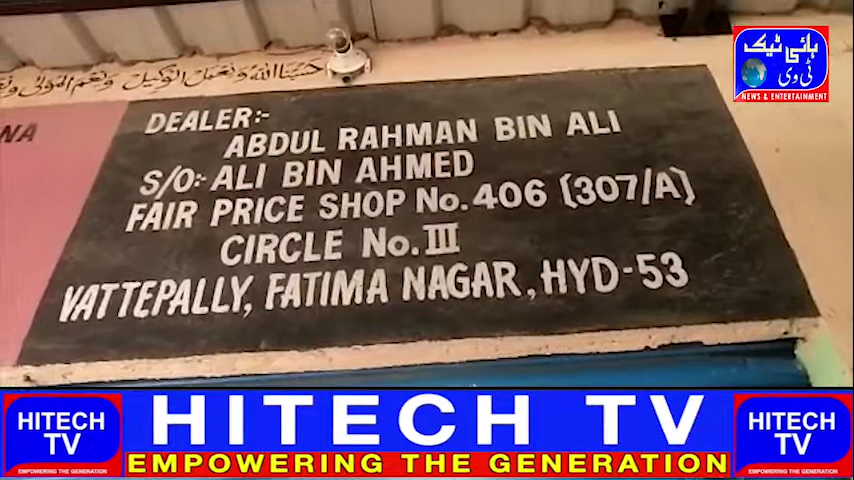 ہائی ٹیک
ٹی وی
NEWS & ENTERTAINMENT
حسبنا الله ونعم الوكيل ونعم المولى
NA
DEALER:-
ABDUL RAHMAN BIN ALI
S/O:- ALI BIN AHMED
FAIR PRICE SHOP No. 406 (307/A)
CIRCLE No. III
VATTEPALLY, FATIMA NAGAR, HYD-53
HITECH TV
EMPOWERING THE GENERATION
HITECH TV
EMPOWERING THE GENERATION
HITECH TV
EMPOWERING THE GENERATION